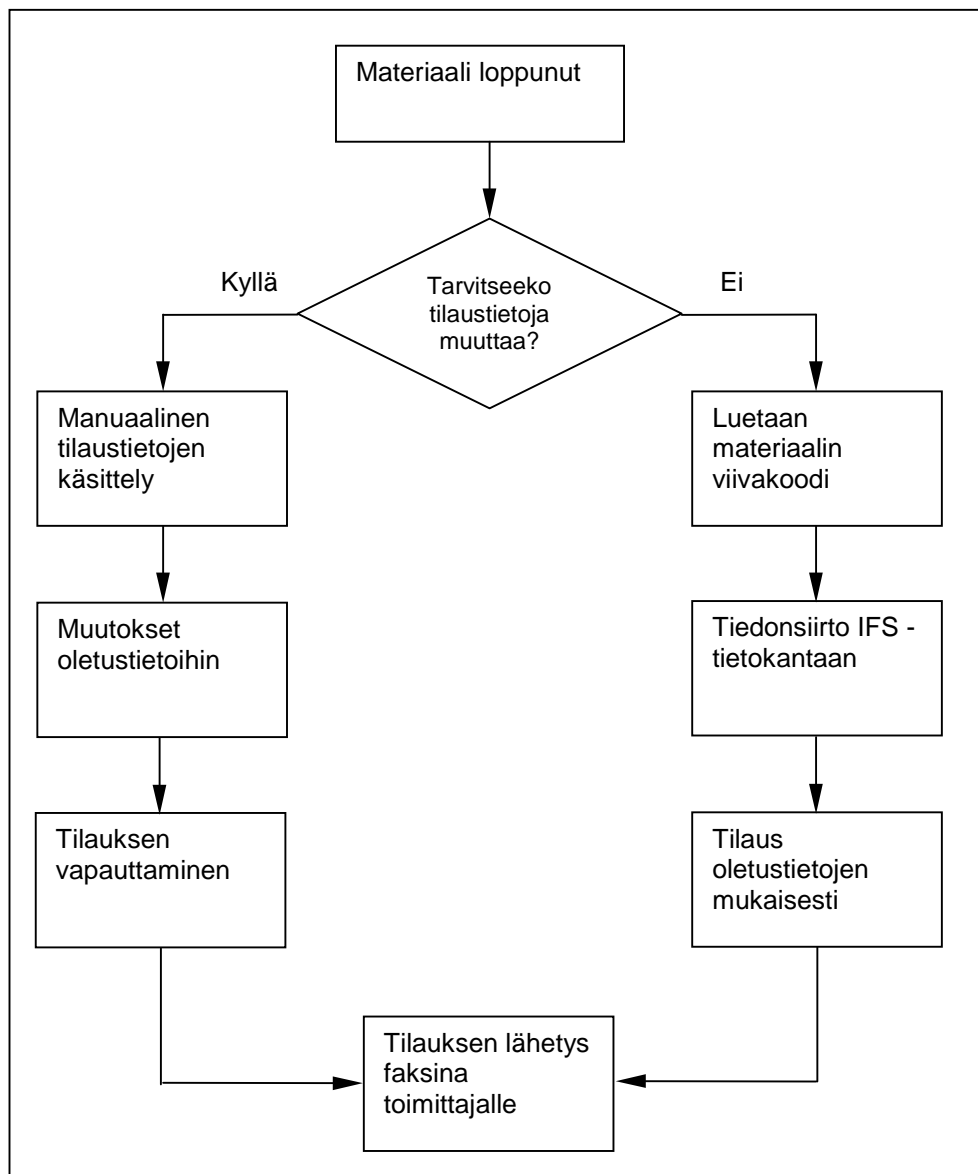 Materiaali loppunut
Tarvitseeko
tilaustietoja
muuttaa?
Kyllä
Ei
Manuaalinen
tilaustietojen
käsittely
Luetaan
materiaalin
viivakoodi
Muutokset
oletustietoihin
Tiedonsiirto IFS -
tietokantaan
Tilauksen
vapauttaminen
Tilaus
oletustietojen
mukaisesti
Tilauksen lähetys
faksina
toimittajalle